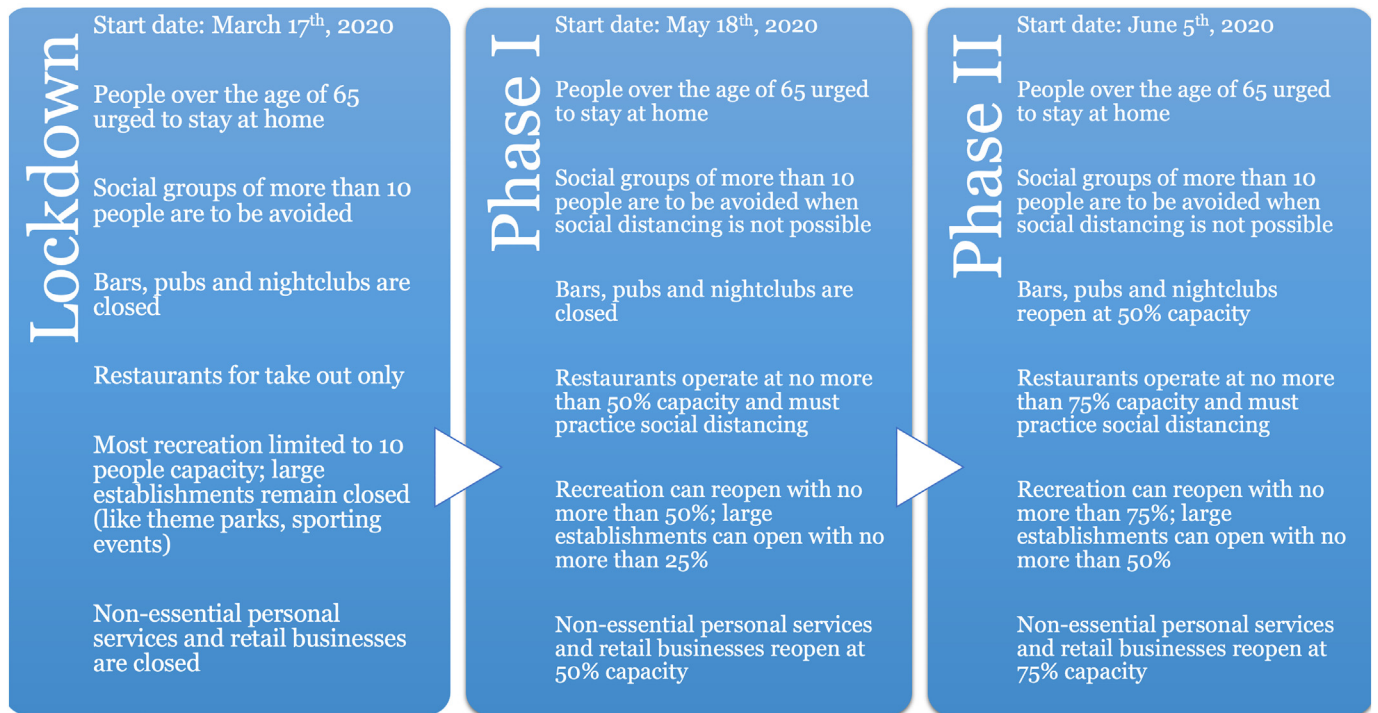 Lockdown
Start date: March 17th, 2020
People over the age of 65
urged to stay at home
Social groups of more than 10
people are to be avoided
Bars, pubs and nightclubs are
closed
Restaurants for take out only
Most recreation limited to 10
people capacity; large
establishments remain closed
(like theme parks, sporting
events)
Non-essential personal
services and retail businesses
are closed
Phase I
Start date: May 18th, 2020
People over the age of 65 urged
to stay at home
Social groups of more than 10
people are to be avoided when
social distancing is not possible
Bars, pubs and nightclubs are
closed
Restaurants operate at no more
than 50% capacity and must
practice social distancing
Recreation can reopen with no
more than 50%; large
establishments can open with no
more than 25%
Non-essential personal services
and retail businesses reopen at
50% capacity
Phase II
Start date: June 5th, 2020
People over the age of 65 urged
to stay at home
Social groups of more than 10
people are to be avoided when
social distancing is not possible
Bars, pubs and nightclubs
reopen at 50% capacity
Restaurants operate at no more
than 75% capacity and must
practice social distancing
Recreation can reopen with no
more than 75%; large
establishments can open with no
more than 50%
Non-essential personal services
and retail businesses reopen at
75% capacity